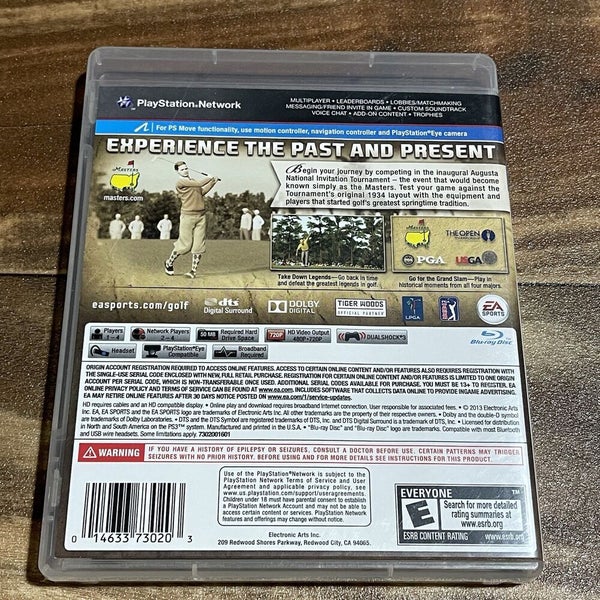 PlayStation®Network
MULTIPLAYER • LEADERBOARDS • LOBBIES/MATCHMAKING
MESSAGING/FRIEND INVITE IN GAME • CUSTOM SOUNDTRACK
VOICE CHAT • ADD-ON CONTENT • TROPHIES
For PS Move functionality, use motion controller, navigation controller and PlayStation®Eye camera
EXPERIENCE THE PAST AND PRESENT
Masters
masters.com
Begin your journey by competing in the inaugural Augusta
National Invitation Tournament – the event that would become
known simply as the Masters. Test your game against the
Tournament's original 1934 layout with the equipment and
players that started golf's greatest springtime tradition.
Masters
THE OPEN
PGA
USGA
Take Down Legends—Go back in time
and defeat the greatest legends in golf.
Go for the Grand Slam—Play in
historical moments from all four majors.
easports.com/golf
dts
Digital Surround
DOLBY
DIGITAL
TIGER WOODS
OFFICIAL PARTNER
LPGA
PGA TOUR
EA
SPORTS
Players
1–4
Network Players
2–4
50 MB
Required Hard
Drive Space
720P
HD Video Output
480P•720P
DUALSHOCK®3
Blu-ray Disc
Headset
PlayStation®Eye
Compatible
Broadband
Required
ORIGIN ACCOUNT REGISTRATION REQUIRED TO ACCESS ONLINE FEATURES. ACCESS TO CERTAIN ONLINE CONTENT AND/OR FEATURES ALSO REQUIRES REGISTRATION WITH
THE SINGLE-USE SERIAL CODE ENCLOSED WITH NEW, FULL RETAIL PURCHASE. REGISTRATION FOR ACCESS TO CERTAIN ONLINE CONTENT AND/OR FEATURES IS LIMITED TO ONE ORIGIN
ACCOUNT PER SERIAL CODE, WHICH IS NON-TRANSFERABLE ONCE USED. ADDITIONAL SERIAL CODES AVAILABLE FOR PURCHASE. YOU MUST BE 13+ TO REGISTER. EA
ONLINE PRIVACY POLICY AND TERMS OF SERVICE CAN BE FOUND AT www.ea.com. INCLUDES SOFTWARE THAT COLLECTS DATA ONLINE TO PROVIDE INGAME ADVERTISING.
EA MAY RETIRE ONLINE FEATURES AFTER 30 DAYS NOTICE POSTED ON www.ea.com/1/service-updates.
HD requires cables and an HD compatible display • Online play and download requires broadband Internet connection. User responsible for associated fees. • © 2013 Electronic Arts
Inc. EA, EA SPORTS and the EA SPORTS logo are trademarks of Electronic Arts Inc. All other trademarks are the property of their respective owners. • Dolby and the double-D symbol
are trademarks of Dolby Laboratories. • DTS and the DTS Symbol are registered trademarks of DTS, Inc. and DTS Digital Surround is a trademark of DTS, Inc. • Licensed for distribution
in North and South America on the PS3™ system. Manufactured and printed in the U.S.A. • "Blu-ray Disc" and "Blu-ray Disc" logo are trademarks. Compatible with most Bluetooth
and USB wire headsets. Some limitations apply. 7302001601
WARNING
IF YOU HAVE A HISTORY OF EPILEPSY OR SEIZURES, CONSULT A DOCTOR BEFORE USE. CERTAIN PATTERNS MAY TRIGGER
SEIZURES WITH NO PRIOR HISTORY. BEFORE USING AND FOR MORE DETAILS SEE INSTRUCTIONS FOR THIS PRODUCT.
Use of the PlayStation®Network is subject to the
PlayStation Network Terms of Service and User
Agreement and applicable privacy policy, see
www.us.playstation.com/support/useragreements.
Children under 18 must have parental consent to establish
a PlayStation Network Account and may not be able to
access certain content or services. PlayStation Network
features and offerings may change without notice.
Electronic Arts Inc.
209 Redwood Shores Parkway, Redwood City, CA 94065.
0 14633 73020 3
EVERYONE
E
ESRB CONTENT RATING
Search for more detailed
rating summaries at
www.esrb.org
www.esrb.org